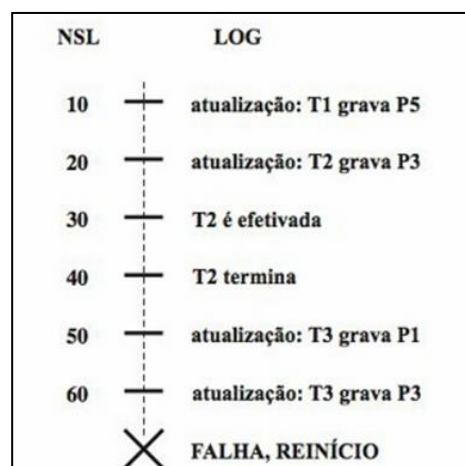 NSL LOG
10 atualização: T1 grava P5
20 atualização: T2 grava P3
30 T2 é efetivada
40 T2 termina
50 atualização: T3 grava P1
60 atualização: T3 grava P3
FALHA, REINÍCIO